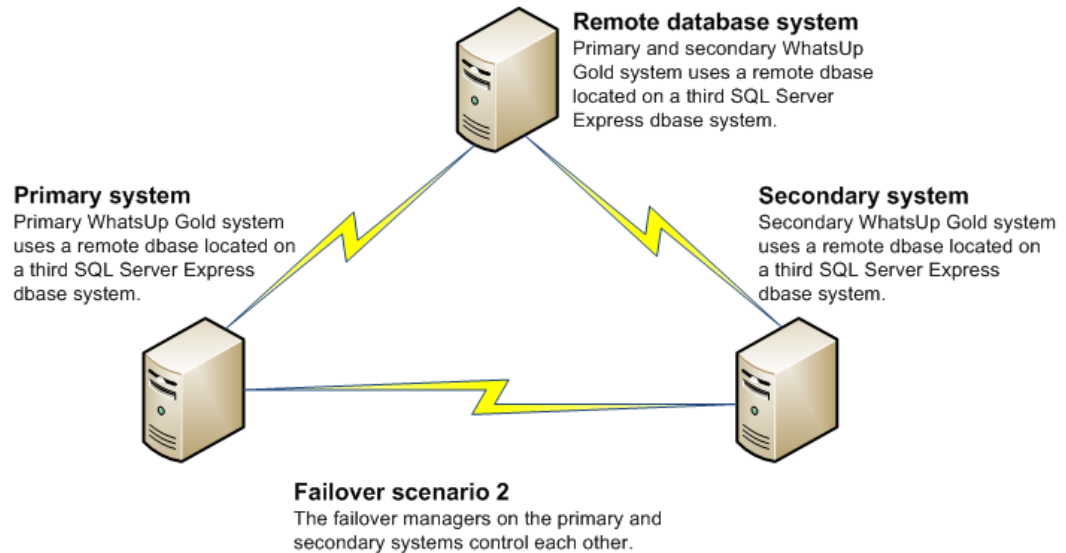 Remote database system
Primary and secondary WhatsUp
Gold system uses a remote dbase
located on a third SQL Server
Express dbase system.
Primary system
Primary WhatsUp Gold system
uses a remote dbase located on
a third SQL Server Express
dbase system.
Secondary system
Secondary WhatsUp Gold system
uses a remote dbase located on
a third SQL Server Express
dbase system.
Failover scenario 2
The failover managers on the primary and
secondary systems control each other.